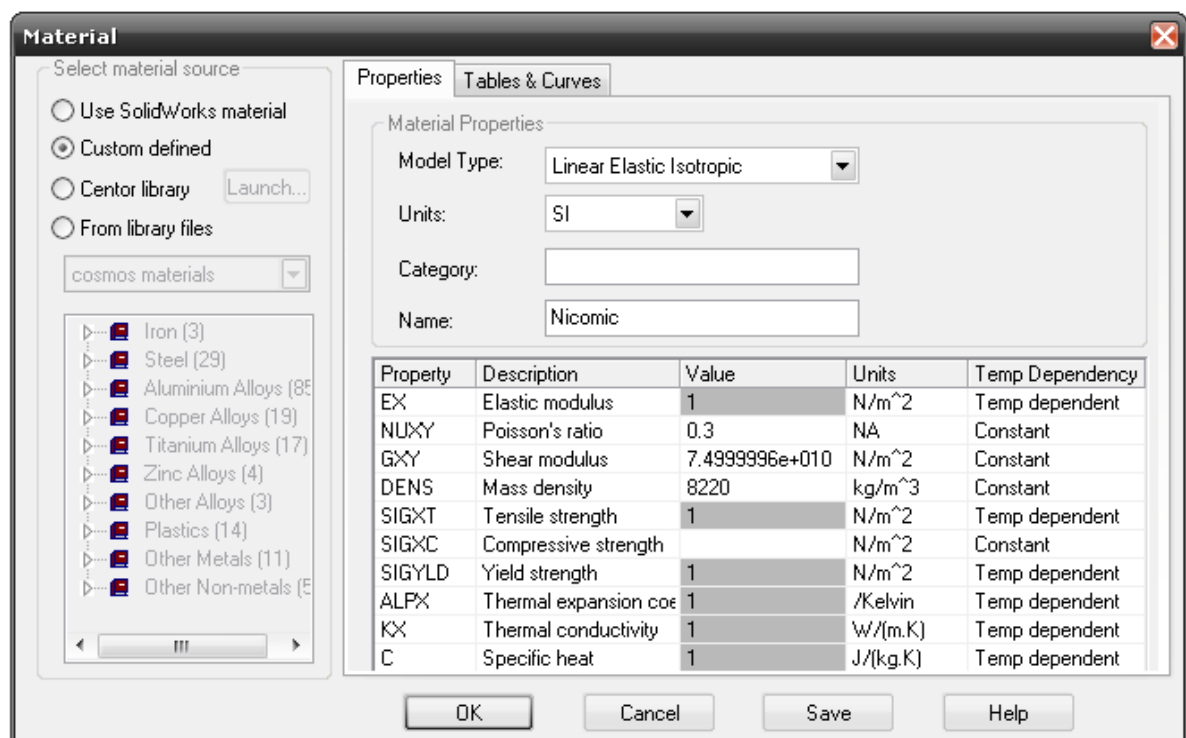 Material
Select material source
Use SolidWorks material
Custom defined
Centor library Launch...
From library files
cosmos materials
Iron (3)
Steel (29)
Aluminium Alloys (85
Copper Alloys (19)
Titanium Alloys (17)
Zinc Alloys (4)
Other Alloys (3)
Plastics (14)
Other Metals (11)
Other Non-metals (5
Properties Tables & Curves
Material Properties
Model Type: Linear Elastic Isotropic
Units: SI
Category:
Name: Nicomic
Property Description Value Units Temp Dependency
EX Elastic modulus 1 N/m^2 Temp dependent
NUXY Poisson's ratio 0.3 NA Constant
GXY Shear modulus 7.4999996e+010 N/m^2 Constant
DENS Mass density 8220 kg/m^3 Constant
SIGXT Tensile strength 1 N/m^2 Temp dependent
SIGXC Compressive strength N/m^2 Constant
SIGYLD Yield strength 1 N/m^2 Temp dependent
ALPX Thermal expansion coe 1 /Kelvin Temp dependent
KX Thermal conductivity 1 W/(m.K) Temp dependent
C Specific heat 1 J/(kg.K) Temp dependent
OK Cancel Save Help